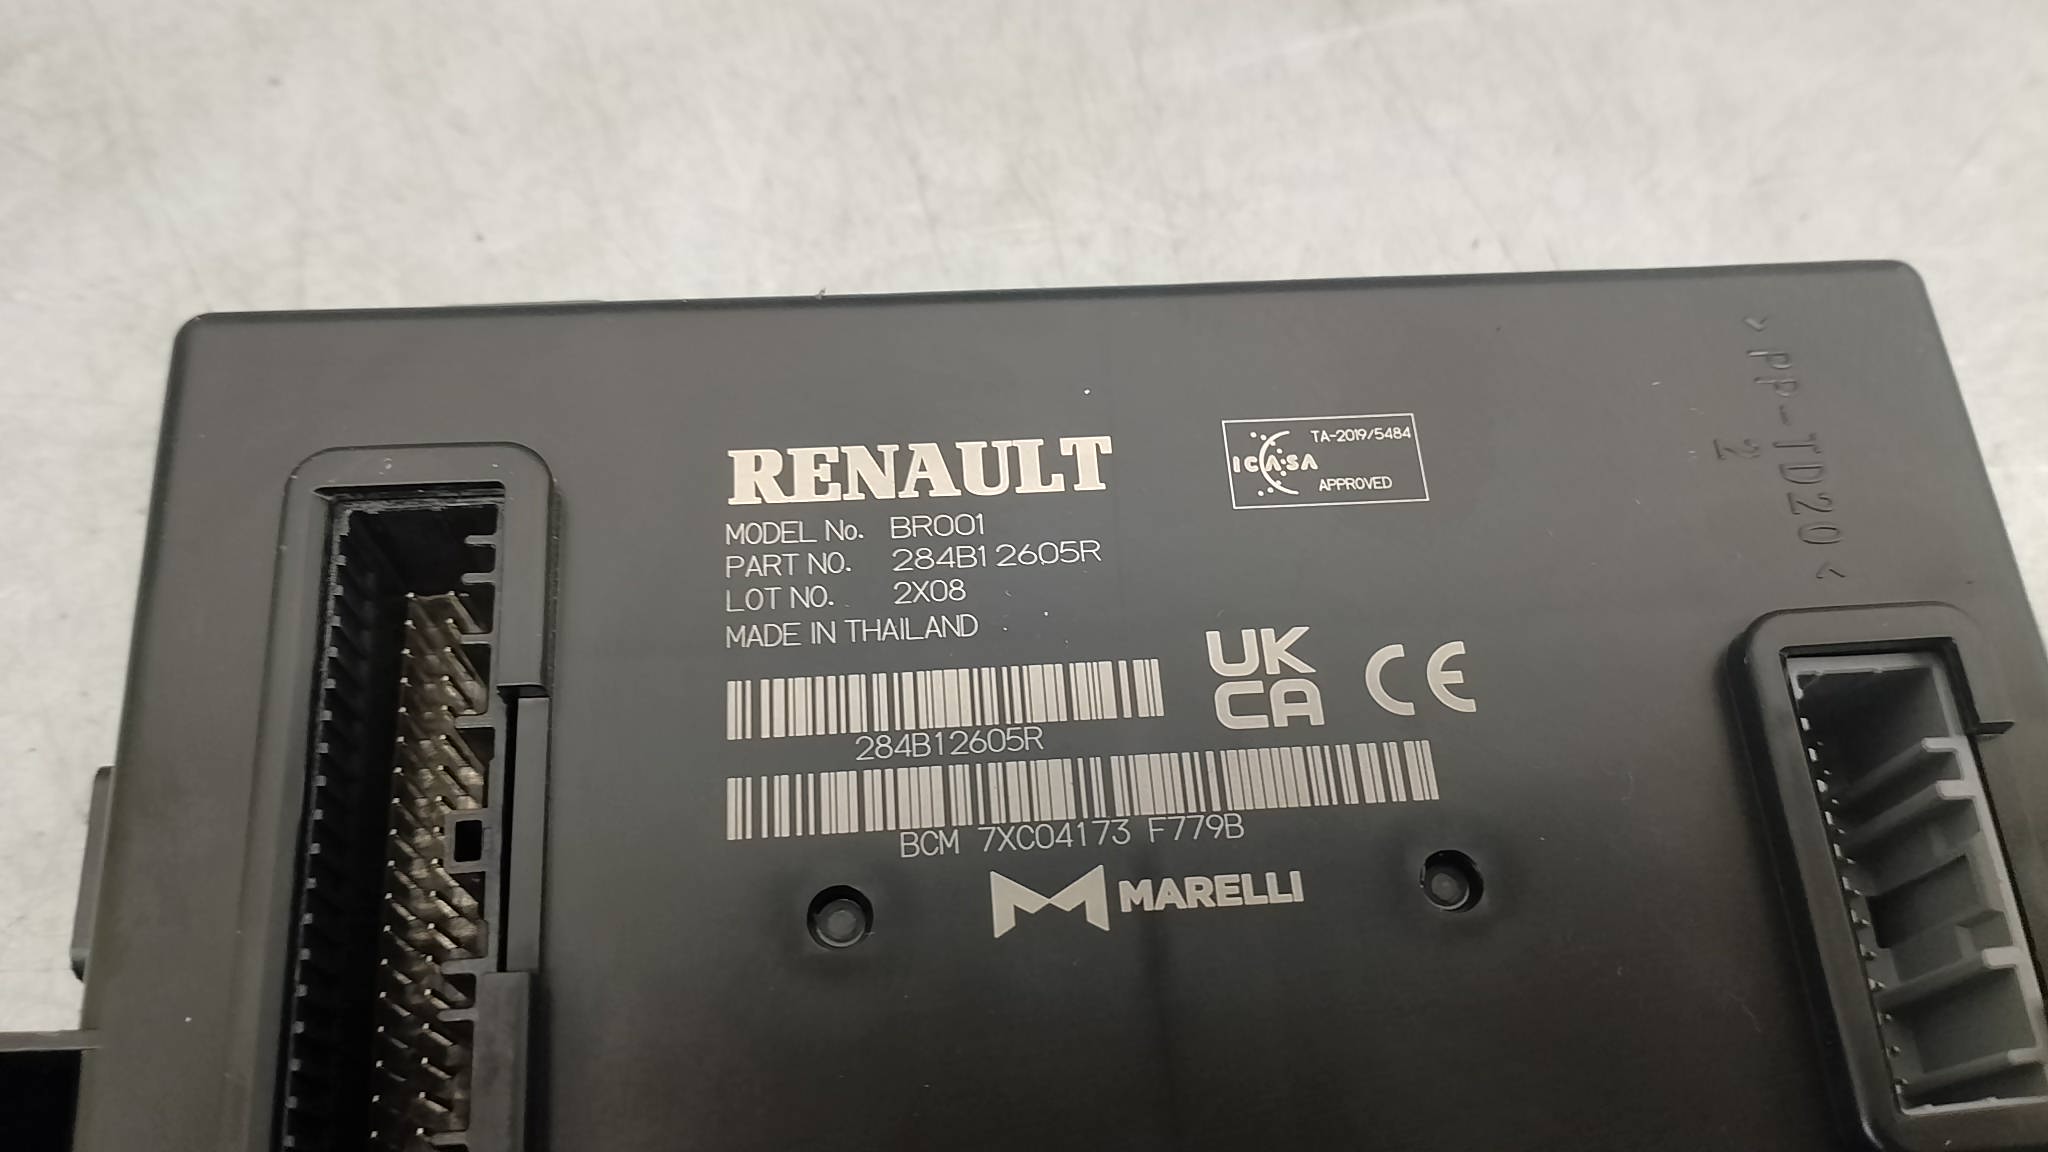 RENAULT
MODEL No. BR001
PART NO. 284B12605R
LOT NO. 2X08
MADE IN THAILAND
284B12605R
BCM 7XC04173 F779B
MARELLI
TA-2019/5484
ICASA
APPROVED
UK
CA
CE
>PP-TD20<
2